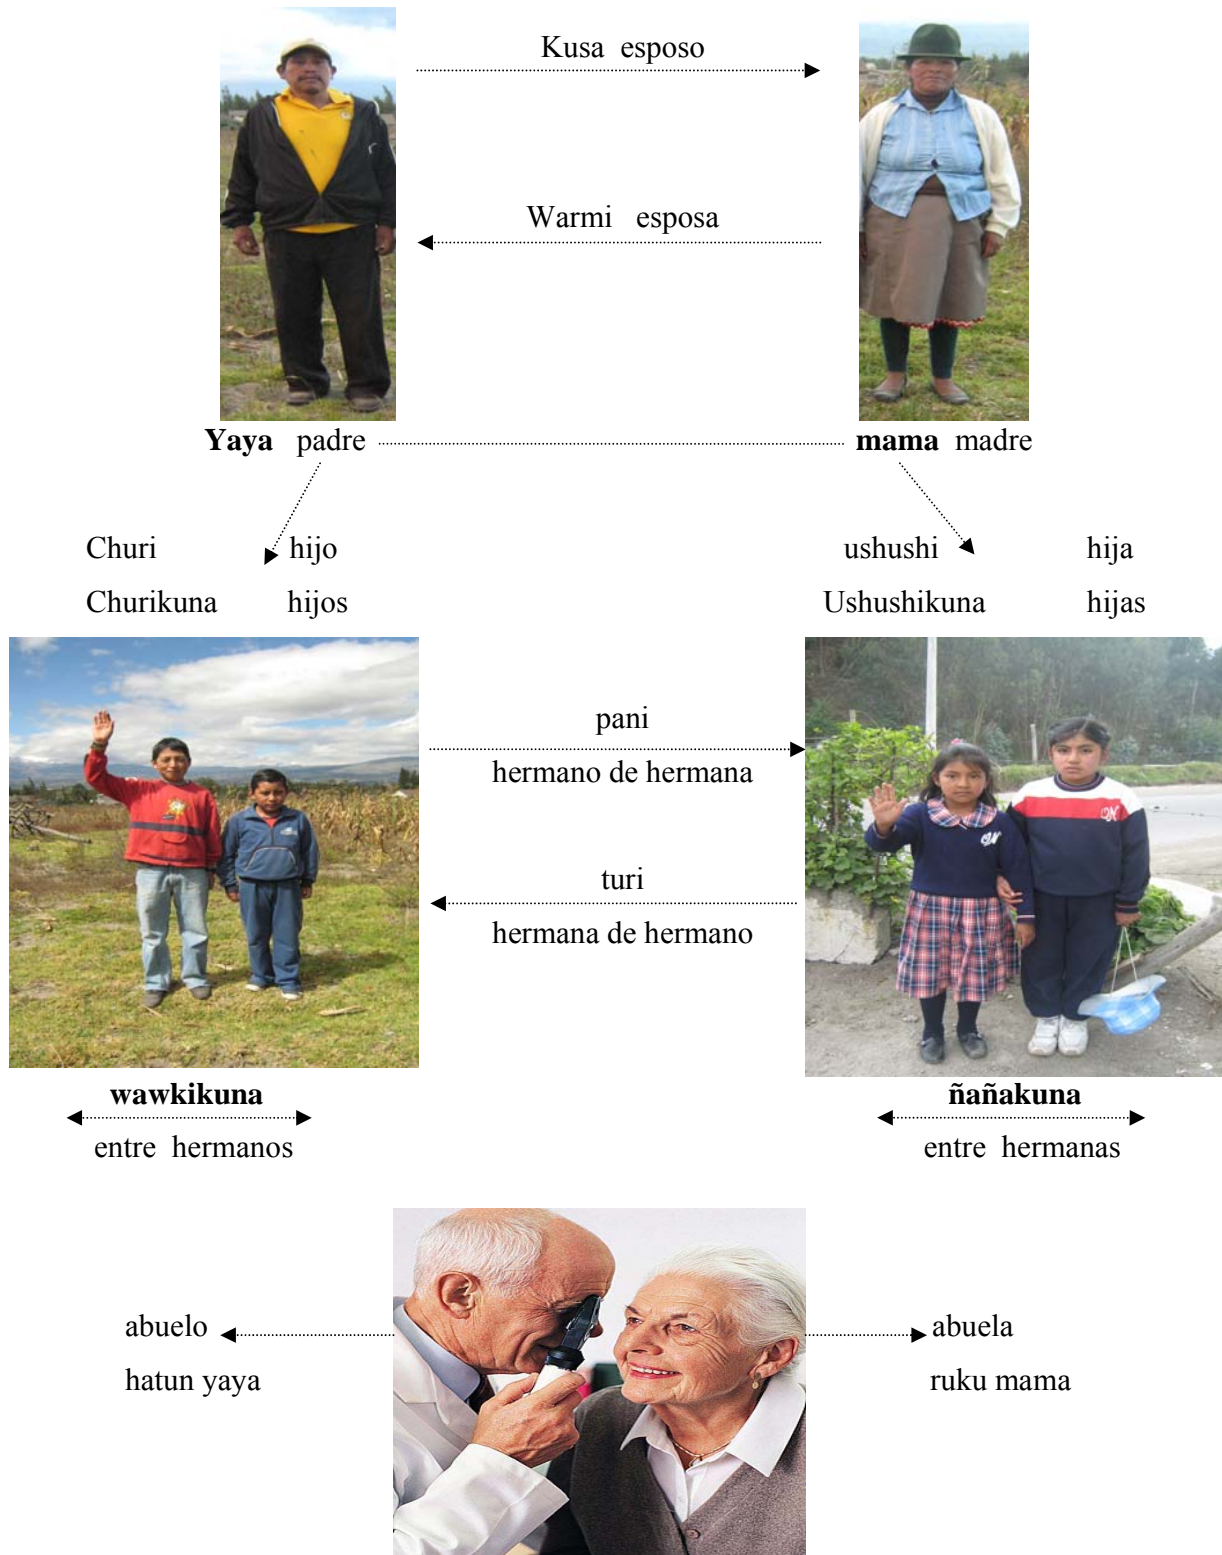 Kusa esposo
Warmi esposa
Yaya padre
mama madre
Churi hijo
ushushi hija
Churikuna hijos
Ushushikuna hijas
pani
hermano de hermana
turi
hermana de hermano
wawkikuna
ñañakuna
entre hermanos
entre hermanas
abuelo
abuela
hatun yaya
ruku mama